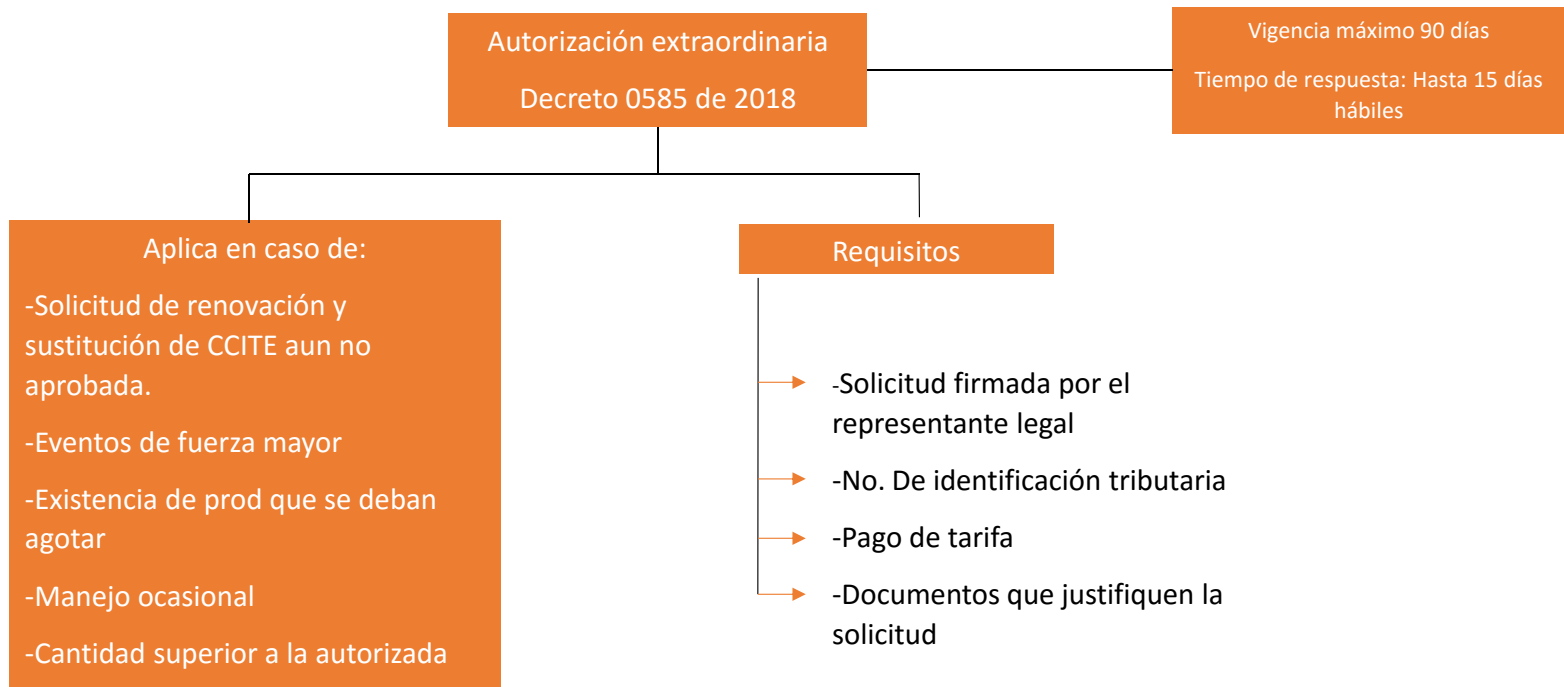 Autorización extraordinaria
Decreto 0585 de 2018
Vigencia máximo 90 días
Tiempo de respuesta: Hasta 15 días
hábiles
Aplica en caso de:
-Solicitud de renovación y
sustitución de CCITE aun no
aprobada.
-Eventos de fuerza mayor
-Existencia de prod que se deban
agotar
-Manejo ocasional
-Cantidad superior a la autorizada
Requisitos
-Solicitud firmada por el
representante legal
-No. De identificación tributaria
-Pago de tarifa
-Documentos que justifiquen la
solicitud